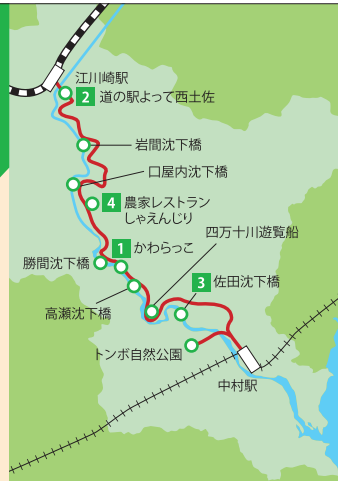 江川崎駅
2 道の駅よって西土佐
岩間沈下橋
口屋内沈下橋
4 農家レストラン
しゃえんじり
1 かわらっこ
四万十川遊覧船
勝間沈下橋
3 佐田沈下橋
高瀬沈下橋
トンボ自然公園
中村駅